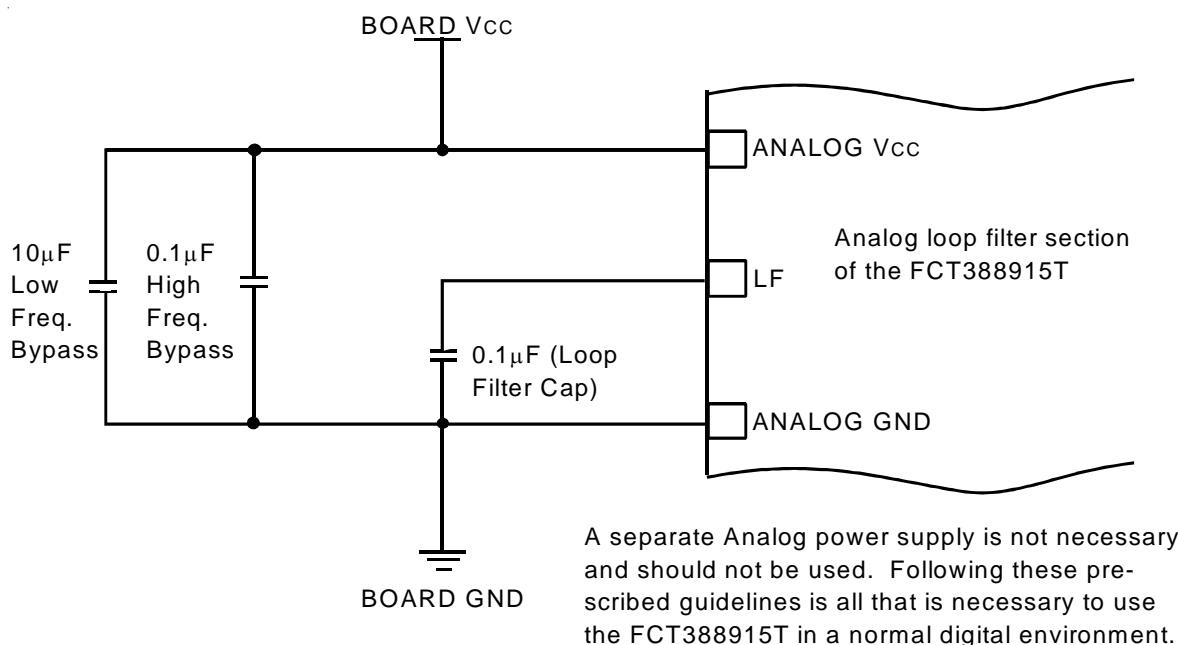 BOARD VCC
ANALOG VCC
10μF
Low
Freq.
Bypass
0.1μF
High
Freq.
Bypass
Analog loop filter section
of the FCT388915T
LF
0.1μF (Loop
Filter Cap)
ANALOG GND
BOARD GND
A separate Analog power supply is not necessary
and should not be used.  Following these pre-
scribed guidelines is all that is necessary to use
the FCT388915T in a normal digital environment.